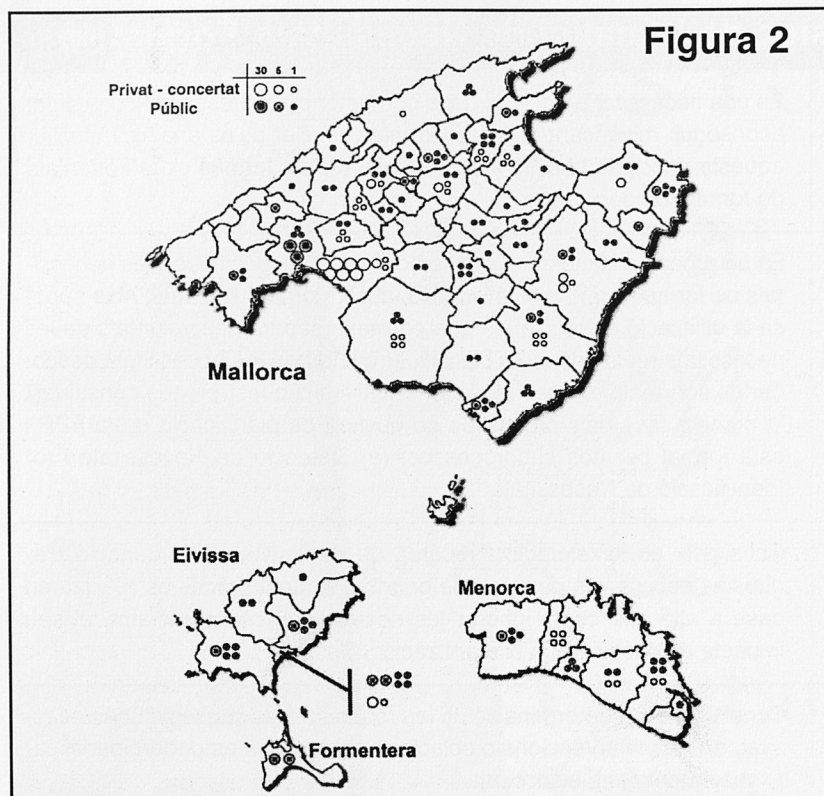 Figura 2
30 5 1
Privat - concertat
Públic
Mallorca
Eivissa
Menorca
Formentera